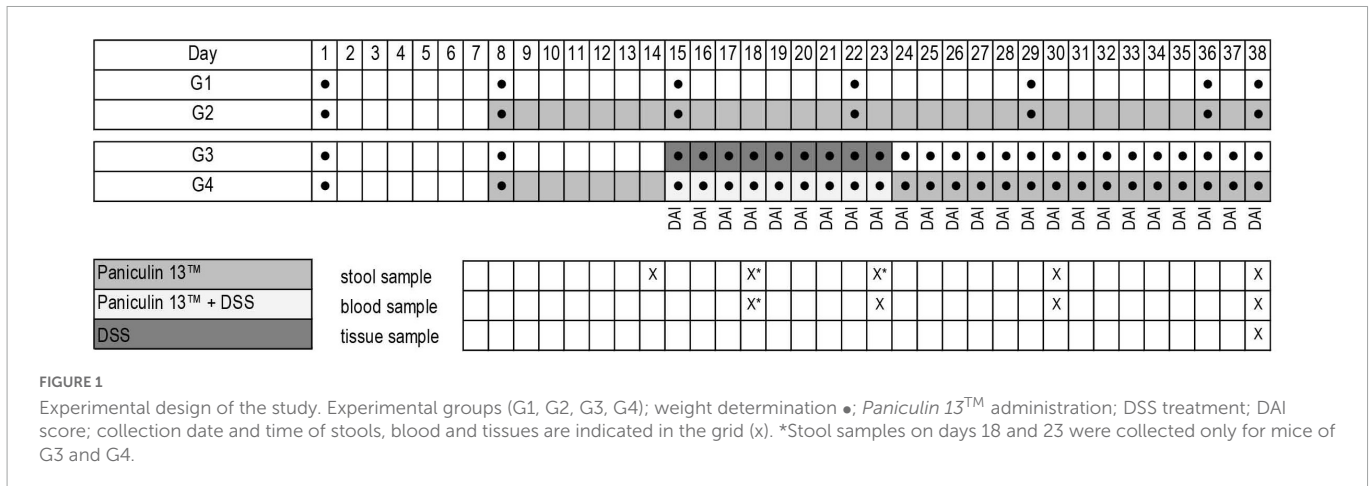 Day 1 2 3 4 5 6 7 8 9 10 11 12 13 14 15 16 17 18 19 20 21 22 23 24 25 26 27 28 29 30 31 32 33 34 35 36 37 38
G1 • • • • • • •
G2 • • • • • • •
G3 • • • • • • • • • • • • • • • • • • • • • • • • • •
G4 • • • • • • • • • • • • • • • • • • • • • • • • • •
DAI DAI DAI DAI DAI DAI DAI DAI DAI DAI DAI DAI DAI DAI DAI DAI DAI DAI DAI DAI DAI DAI DAI DAI
Paniculin 13™ stool sample X X* X* X X
Paniculin 13™ + DSS blood sample X* X X X
DSS tissue sample X
FIGURE 1
Experimental design of the study. Experimental groups (G1, G2, G3, G4); weight determination •; Paniculin 13™ administration; DSS treatment; DAI
score; collection date and time of stools, blood and tissues are indicated in the grid (x). *Stool samples on days 18 and 23 were collected only for mice of
G3 and G4.